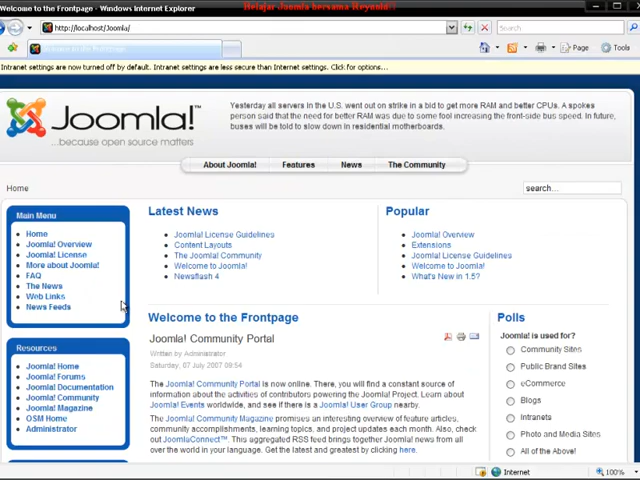 Welcome to the Frontpage - Windows Internet Explorer
Belajar Joomla bersama Reynold!!
http://localhost/Joomla/
Search
Welcome to the Frontpage
Page
Tools
Intranet settings are now turned off by default. Intranet settings are less secure than Internet settings. Click for options...
Joomla!™
...because open source matters
Yesterday all servers in the U.S. went out on strike in a bid to get more RAM and better CPUs. A spokes
person said that the need for better RAM was due to some fool increasing the front-side bus speed. In future,
buses will be told to slow down in residential motherboards.
About Joomla! Features News The Community
Home
search...
Main Menu
Home
Joomla! Overview
Joomla! License
More about Joomla!
FAQ
The News
Web Links
News Feeds
Resources
Joomla! Home
Joomla! Forums
Joomla! Documentation
Joomla! Community
Joomla! Magazine
OSM Home
Administrator
Latest News
Joomla! License Guidelines
Content Layouts
The Joomla! Community
Welcome to Joomla!
Newsflash 4
Popular
Joomla! Overview
Extensions
Joomla! License Guidelines
Welcome to Joomla!
What's New in 1.5?
Welcome to the Frontpage
Joomla! Community Portal
Written by Administrator
Saturday, 07 July 2007 09:54
The Joomla! Community Portal is now online. There, you will find a constant source of
information about the activities of contributors powering the Joomla! Project. Learn about
Joomla! Events worldwide, and see if there is a Joomla! User Group nearby.
The Joomla! Community Magazine promises an interesting overview of feature articles,
community accomplishments, learning topics, and project updates each month. Also, check
out JoomlaConnect™. This aggregated RSS feed brings together Joomla! news from all
over the world in your language. Get the latest and greatest by clicking here.
Polls
Joomla! is used for?
Community Sites
Public Brand Sites
eCommerce
Blogs
Intranets
Photo and Media Sites
All of the Above!
Internet
100%